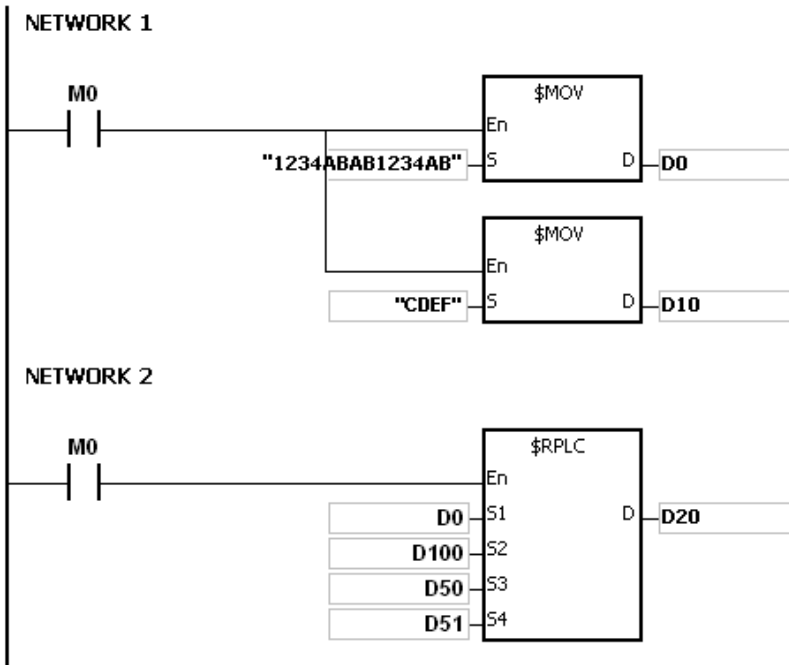 NETWORK 1
M0
$MOV
En
"1234ABAB1234AB" S D D0
$MOV
En
"CDEF" S D D10
NETWORK 2
M0
$RPLC
En
D0 S1 D D20
D100 S2
D50 S3
D51 S4